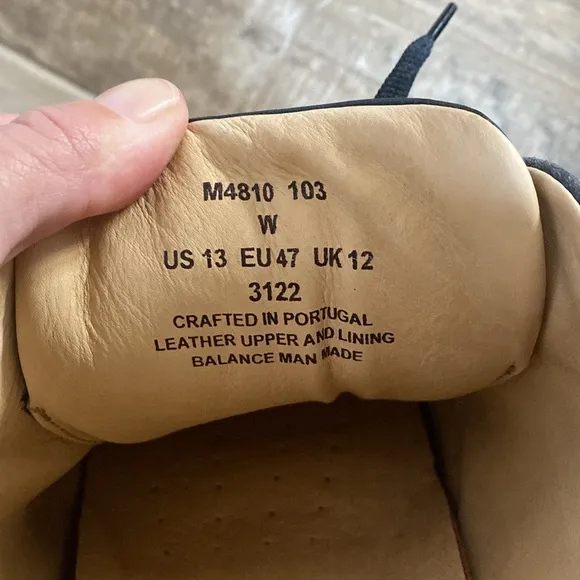 M4810 103
W
US 13 EU 47 UK 12
3122
CRAFTED IN PORTUGAL
LEATHER UPPER AND LINING
BALANCE MAN MADE